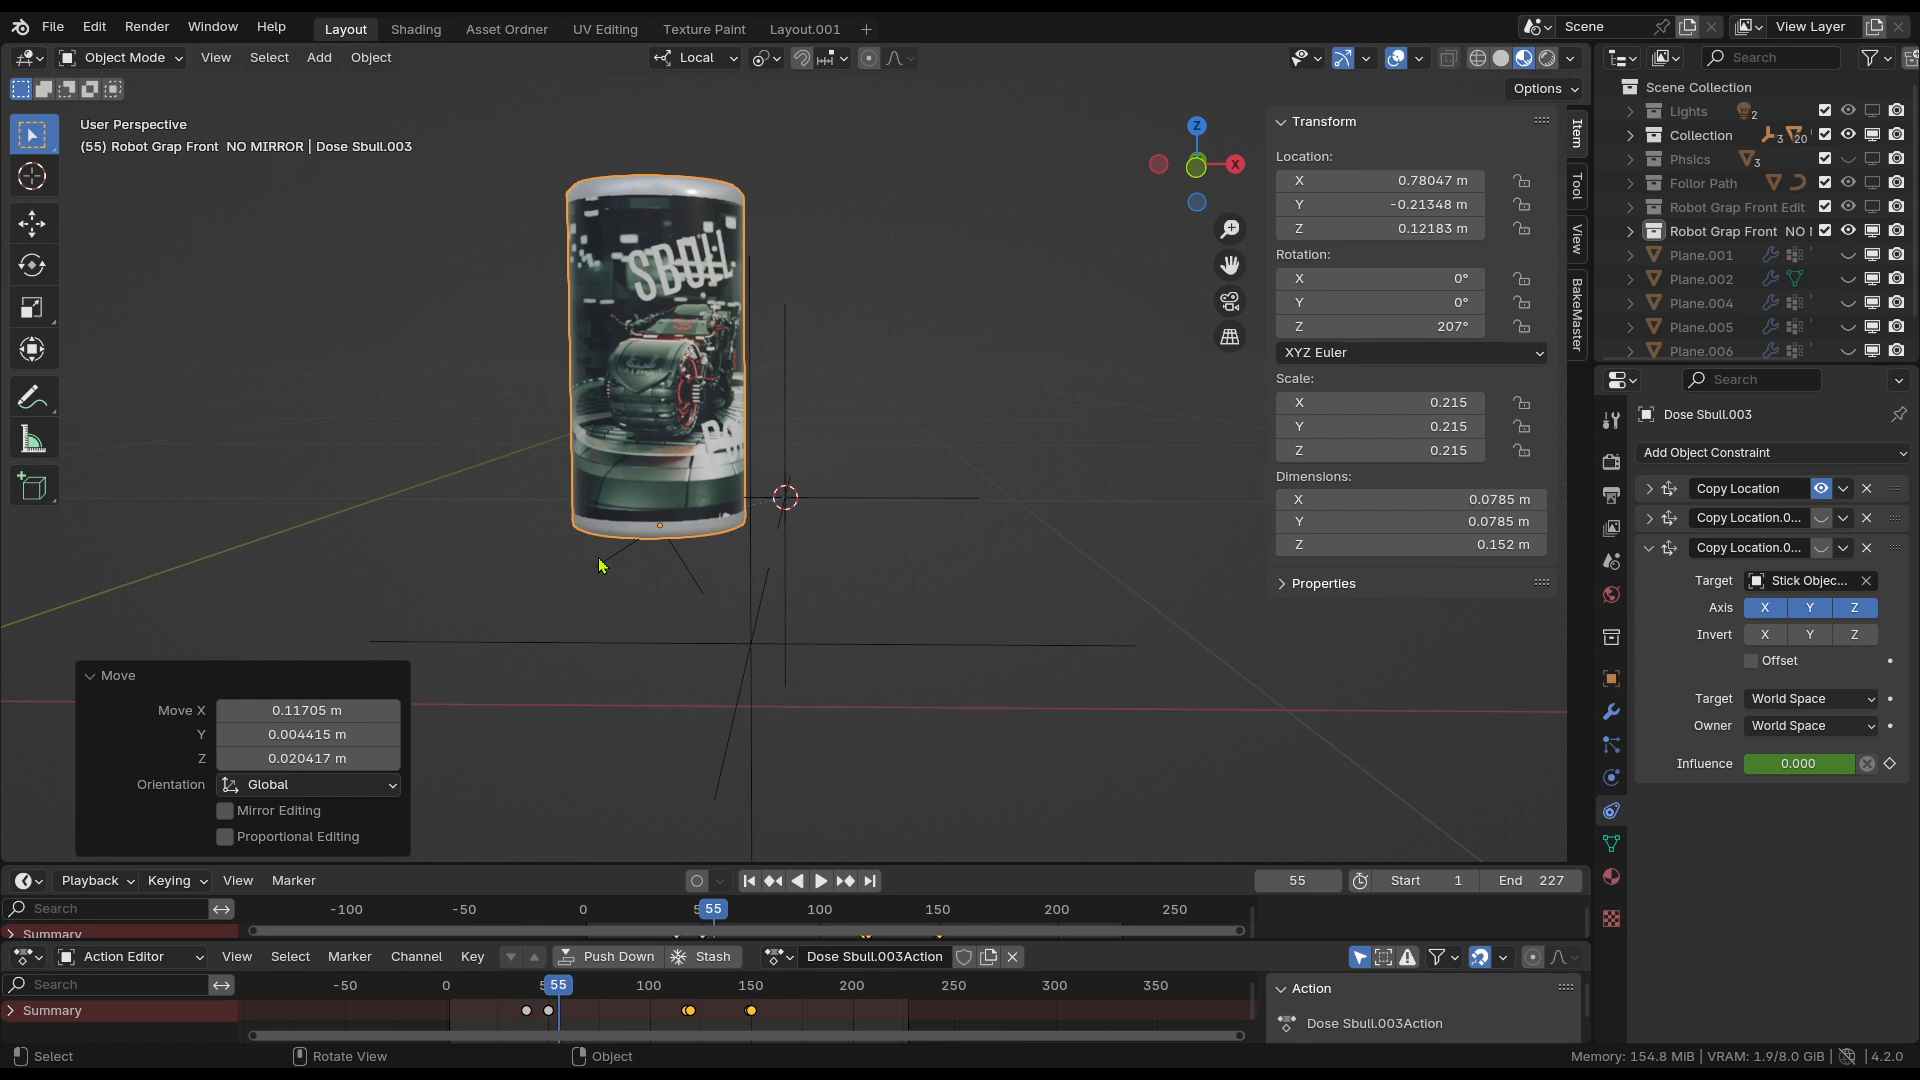 File Edit Render Window Help Layout Shading Asset Ordner UV Editing Texture Paint Layout.001 + Scene View Layer
Object Mode View Select Add Object Local Search
Options
Scene Collection
Lights 2
Collection 3 20
Phsics 3
Follor Path
Robot Grap Front Edit
Robot Grap Front NO
Plane.001
Plane.002
Plane.004
Plane.005
Plane.006
User Perspective
(55) Robot Grap Front NO MIRROR | Dose Sbull.003
Z
X
SBULL
Transform
Location:
X 0.78047 m
Y -0.21348 m
Z 0.12183 m
Rotation:
X 0°
Y 0°
Z 207°
XYZ Euler
Scale:
X 0.215
Y 0.215
Z 0.215
Dimensions:
X 0.0785 m
Y 0.0785 m
Z 0.152 m
Properties
Item
Tool
View
BakeMaster
Search
Dose Sbull.003
Add Object Constraint
Copy Location
Copy Location.0...
Copy Location.0...
Target Stick Objec...
Axis X Y Z
Invert X Y Z
Offset
Target World Space
Owner World Space
Influence 0.000
Move
Move X 0.11705 m
Y 0.004415 m
Z 0.020417 m
Orientation Global
Mirror Editing
Proportional Editing
Playback Keying View Marker 55 Start 1 End 227
Search -100 -50 0 55 100 150 200 250
Summary
Action Editor View Select Marker Channel Key Push Down Stash Dose Sbull.003Action
Search -50 0 55 100 150 200 250 300 350
Summary
Action
Dose Sbull.003Action
Select Rotate View Object Memory: 154.8 MiB | VRAM: 1.9/8.0 GiB | 4.2.0